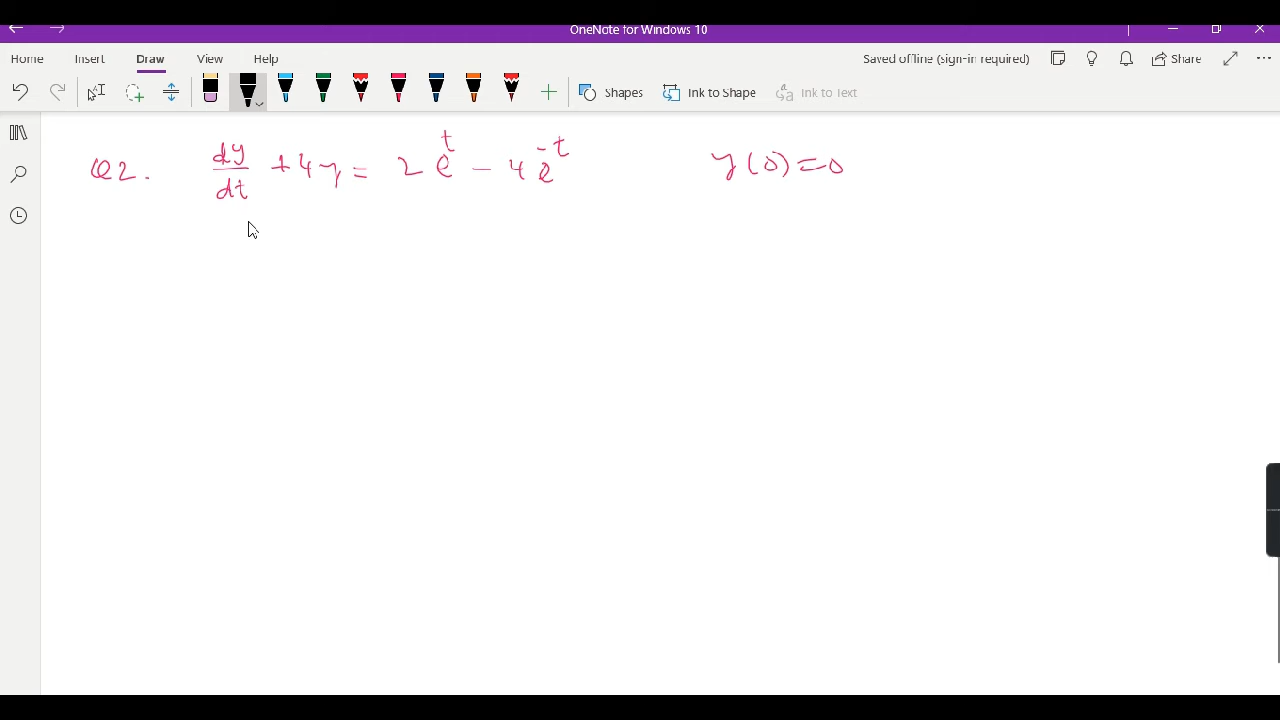 OneNote for Windows 10
Home Insert Draw View Help Saved offline (sign-in required) Share
Shapes Ink to Shape Ink to Text
Q2. dy/dt + 4y = 2e^t - 4e^-t y(0)=0